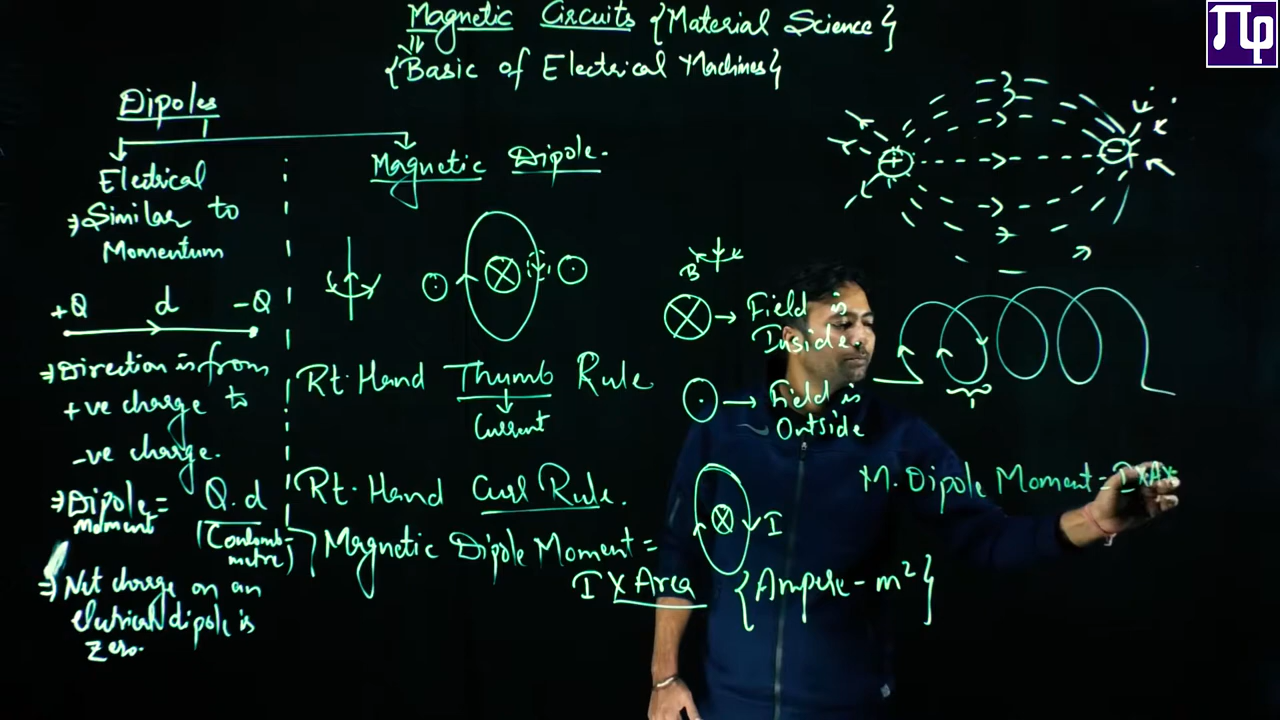 Magnetic Circuits {Material Science}
{Basic of Electrical Machines}
Πφ
Dipoles
Electrical
⇒Similar to
Momentum
+Q d -Q
⇒Direction is from
+ve charge to
-ve charge.
⇒Dipole = Q.d
Moment
(Coulomb-
metre)
⇒Net charge on an
electrical dipole is
zero.
Magnetic Dipole.
Rt. Hand Thumb Rule
Current
Rt. Hand Curl Rule.
Magnetic Dipole Moment =
I X Area {Ampere - m²}
B
→ Field is
Inside.
→ Field is
Outside
I
+ -
1
M. Dipole Moment = I X A X